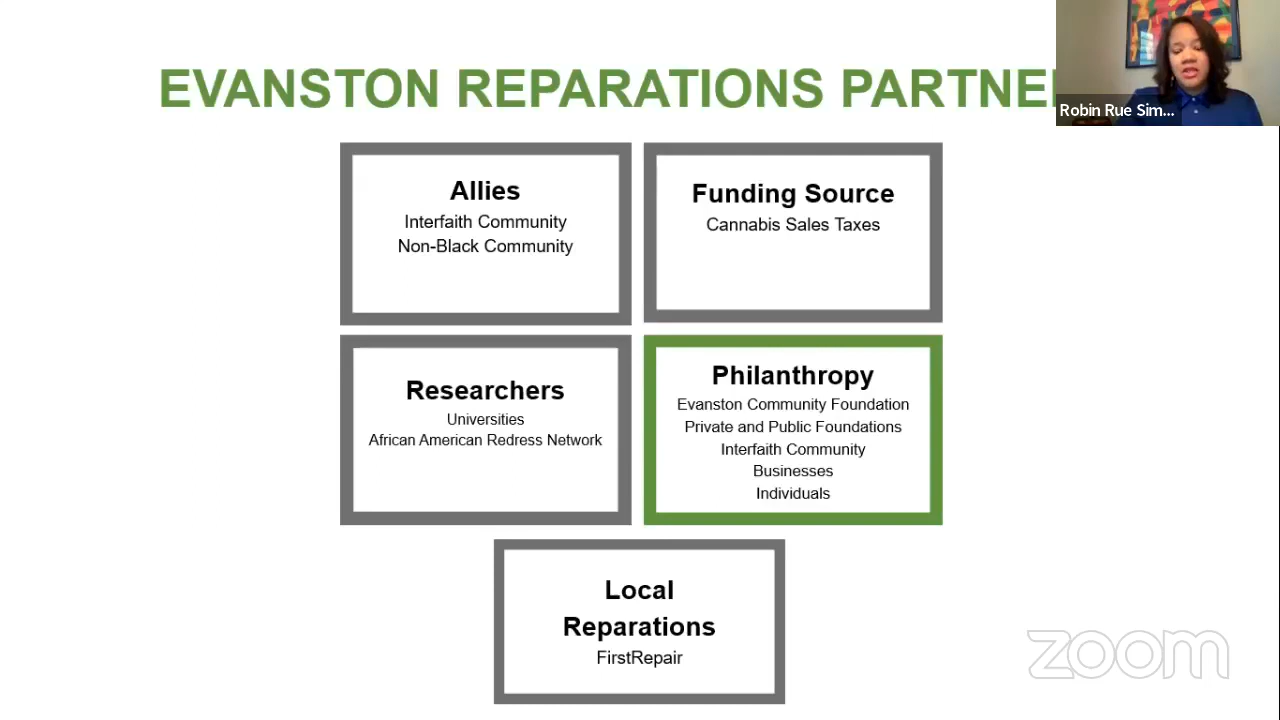 EVANSTON REPARATIONS PARTNE
Robin Rue Sim...
Allies
Interfaith Community
Non-Black Community
Funding Source
Cannabis Sales Taxes
Researchers
Universities
African American Redress Network
Philanthropy
Evanston Community Foundation
Private and Public Foundations
Interfaith Community
Businesses
Individuals
Local
Reparations
FirstRepair
zoom